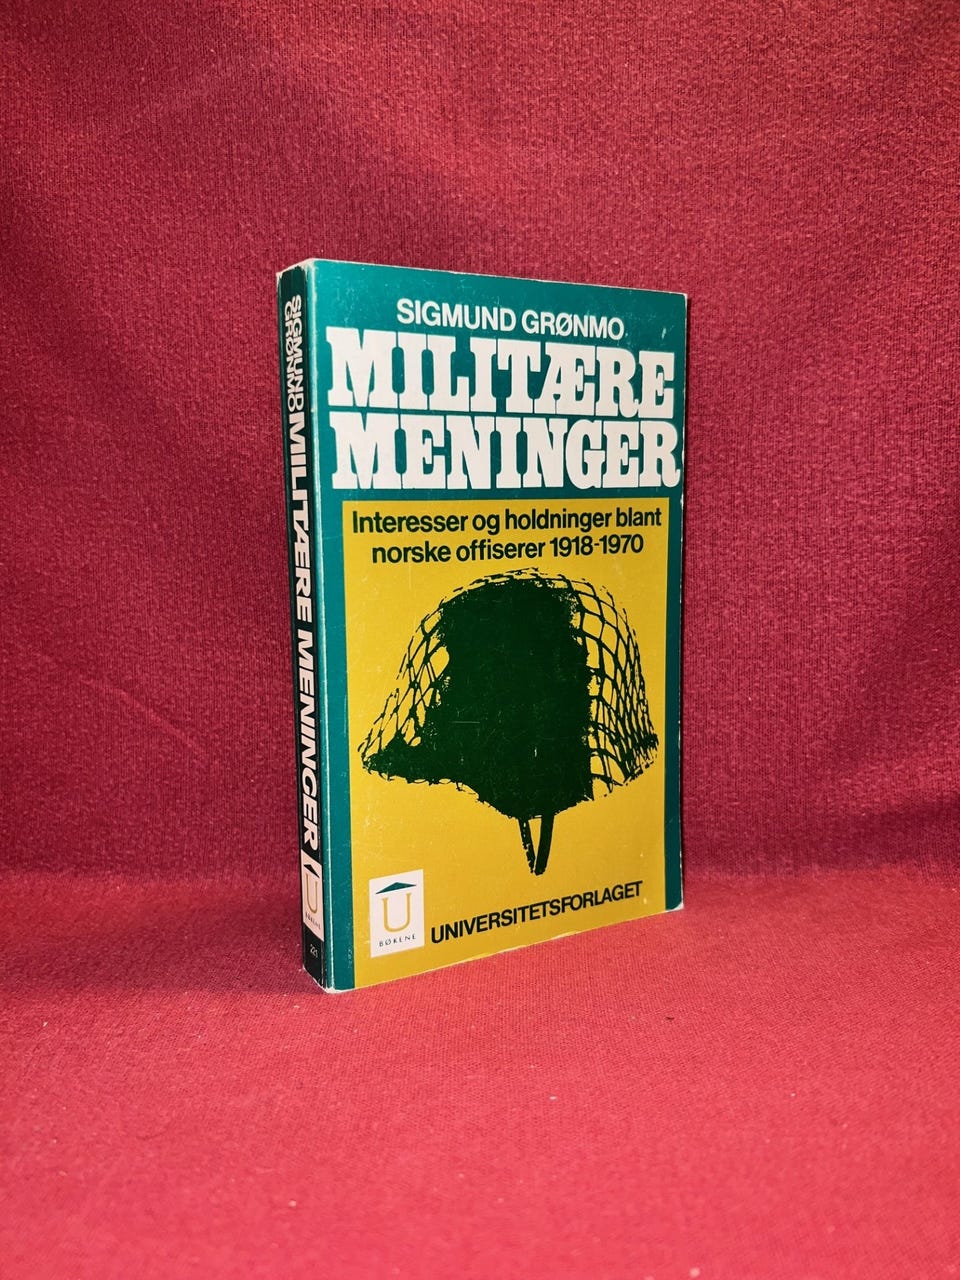 SIGMUND GRØNMO
MILITÆRE
MENINGER
Interesser og holdninger blant
norske offiserer 1918-1970
U
BØKENE
UNIVERSITETSFORLAGET
SIGMUND
GRØNMO
MILITÆRE MENINGER
U
BØKENE
221